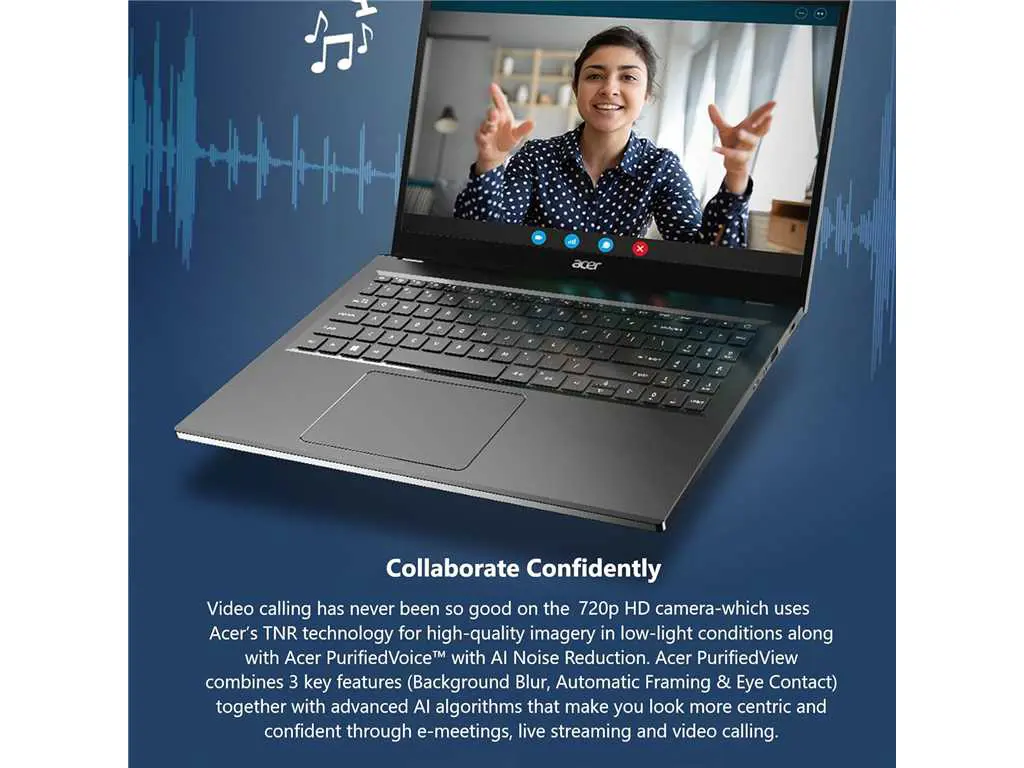 acer
Collaborate Confidently
Video calling has never been so good on the 720p HD camera-which uses
Acer's TNR technology for high-quality imagery in low-light conditions along
with Acer PurifiedVoice™ with AI Noise Reduction. Acer PurifiedView
combines 3 key features (Background Blur, Automatic Framing & Eye Contact)
together with advanced AI algorithms that make you look more centric and
confident through e-meetings, live streaming and video calling.